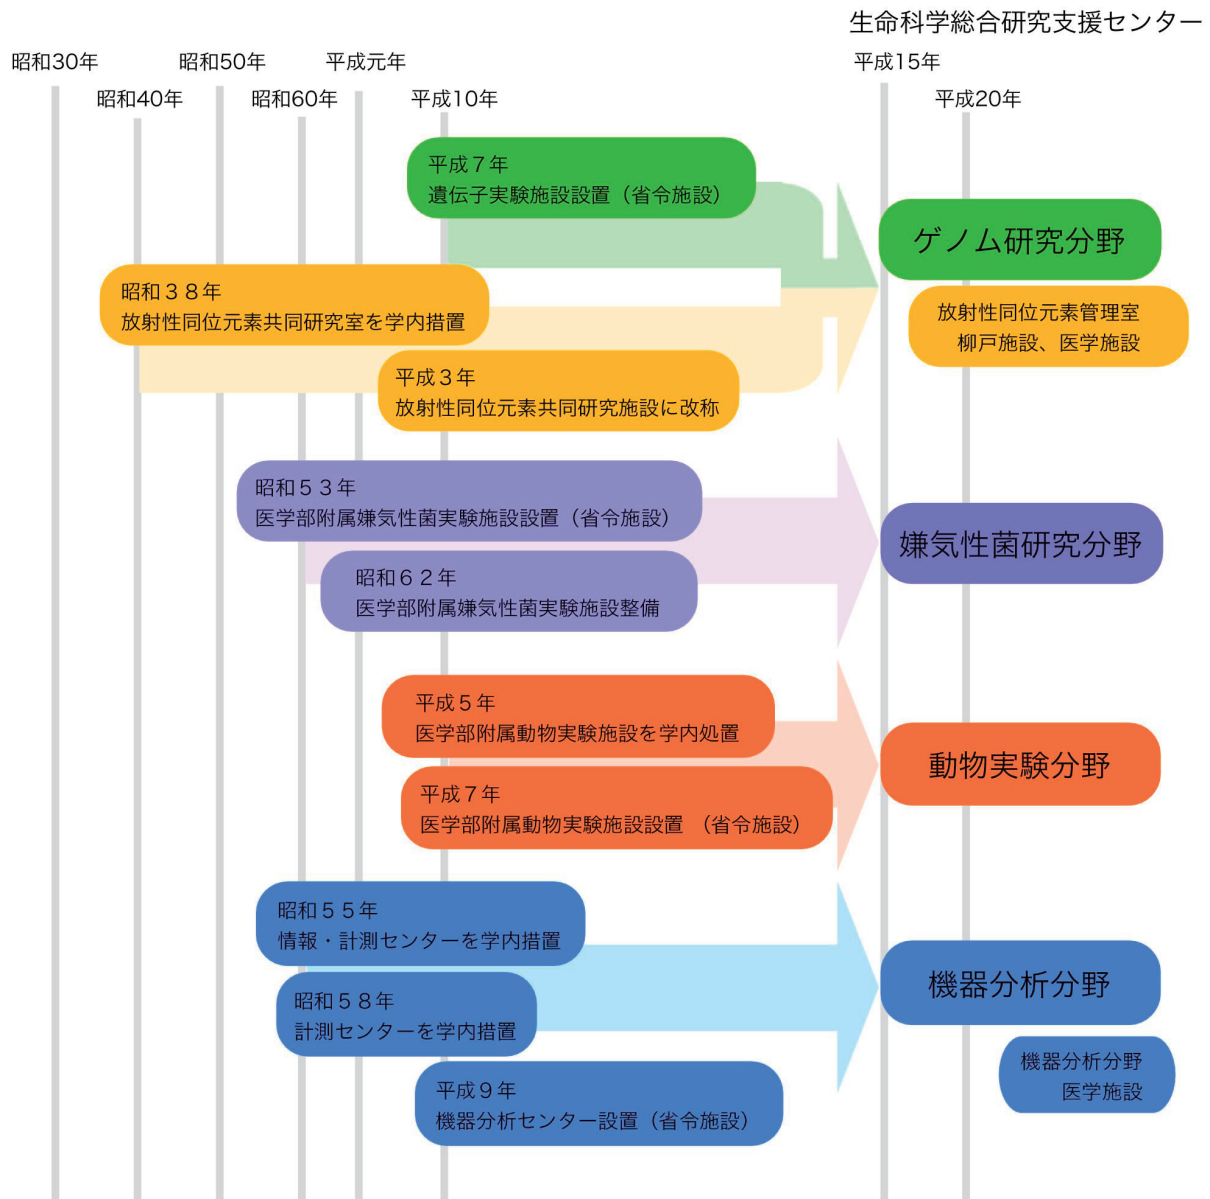 生命科学総合研究支援センター
昭和30年
昭和50年
平成元年
平成15年
昭和40年
昭和60年
平成10年
平成20年
平成７年
遺伝子実験施設設置（省令施設）
ゲノム研究分野
昭和３８年
放射性同位元素共同研究室を学内措置
放射性同位元素管理室
柳戸施設、医学施設
平成３年
放射性同位元素共同研究施設に改称
昭和５３年
医学部附属嫌気性菌実験施設設置（省令施設）
嫌気性菌研究分野
昭和６２年
医学部附属嫌気性菌実験施設整備
平成５年
医学部附属動物実験施設を学内処置
動物実験分野
平成７年
医学部附属動物実験施設設置 （省令施設）
昭和５５年
情報・計測センターを学内措置
機器分析分野
昭和５８年
計測センターを学内措置
機器分析分野
医学施設
平成９年
機器分析センター設置（省令施設）